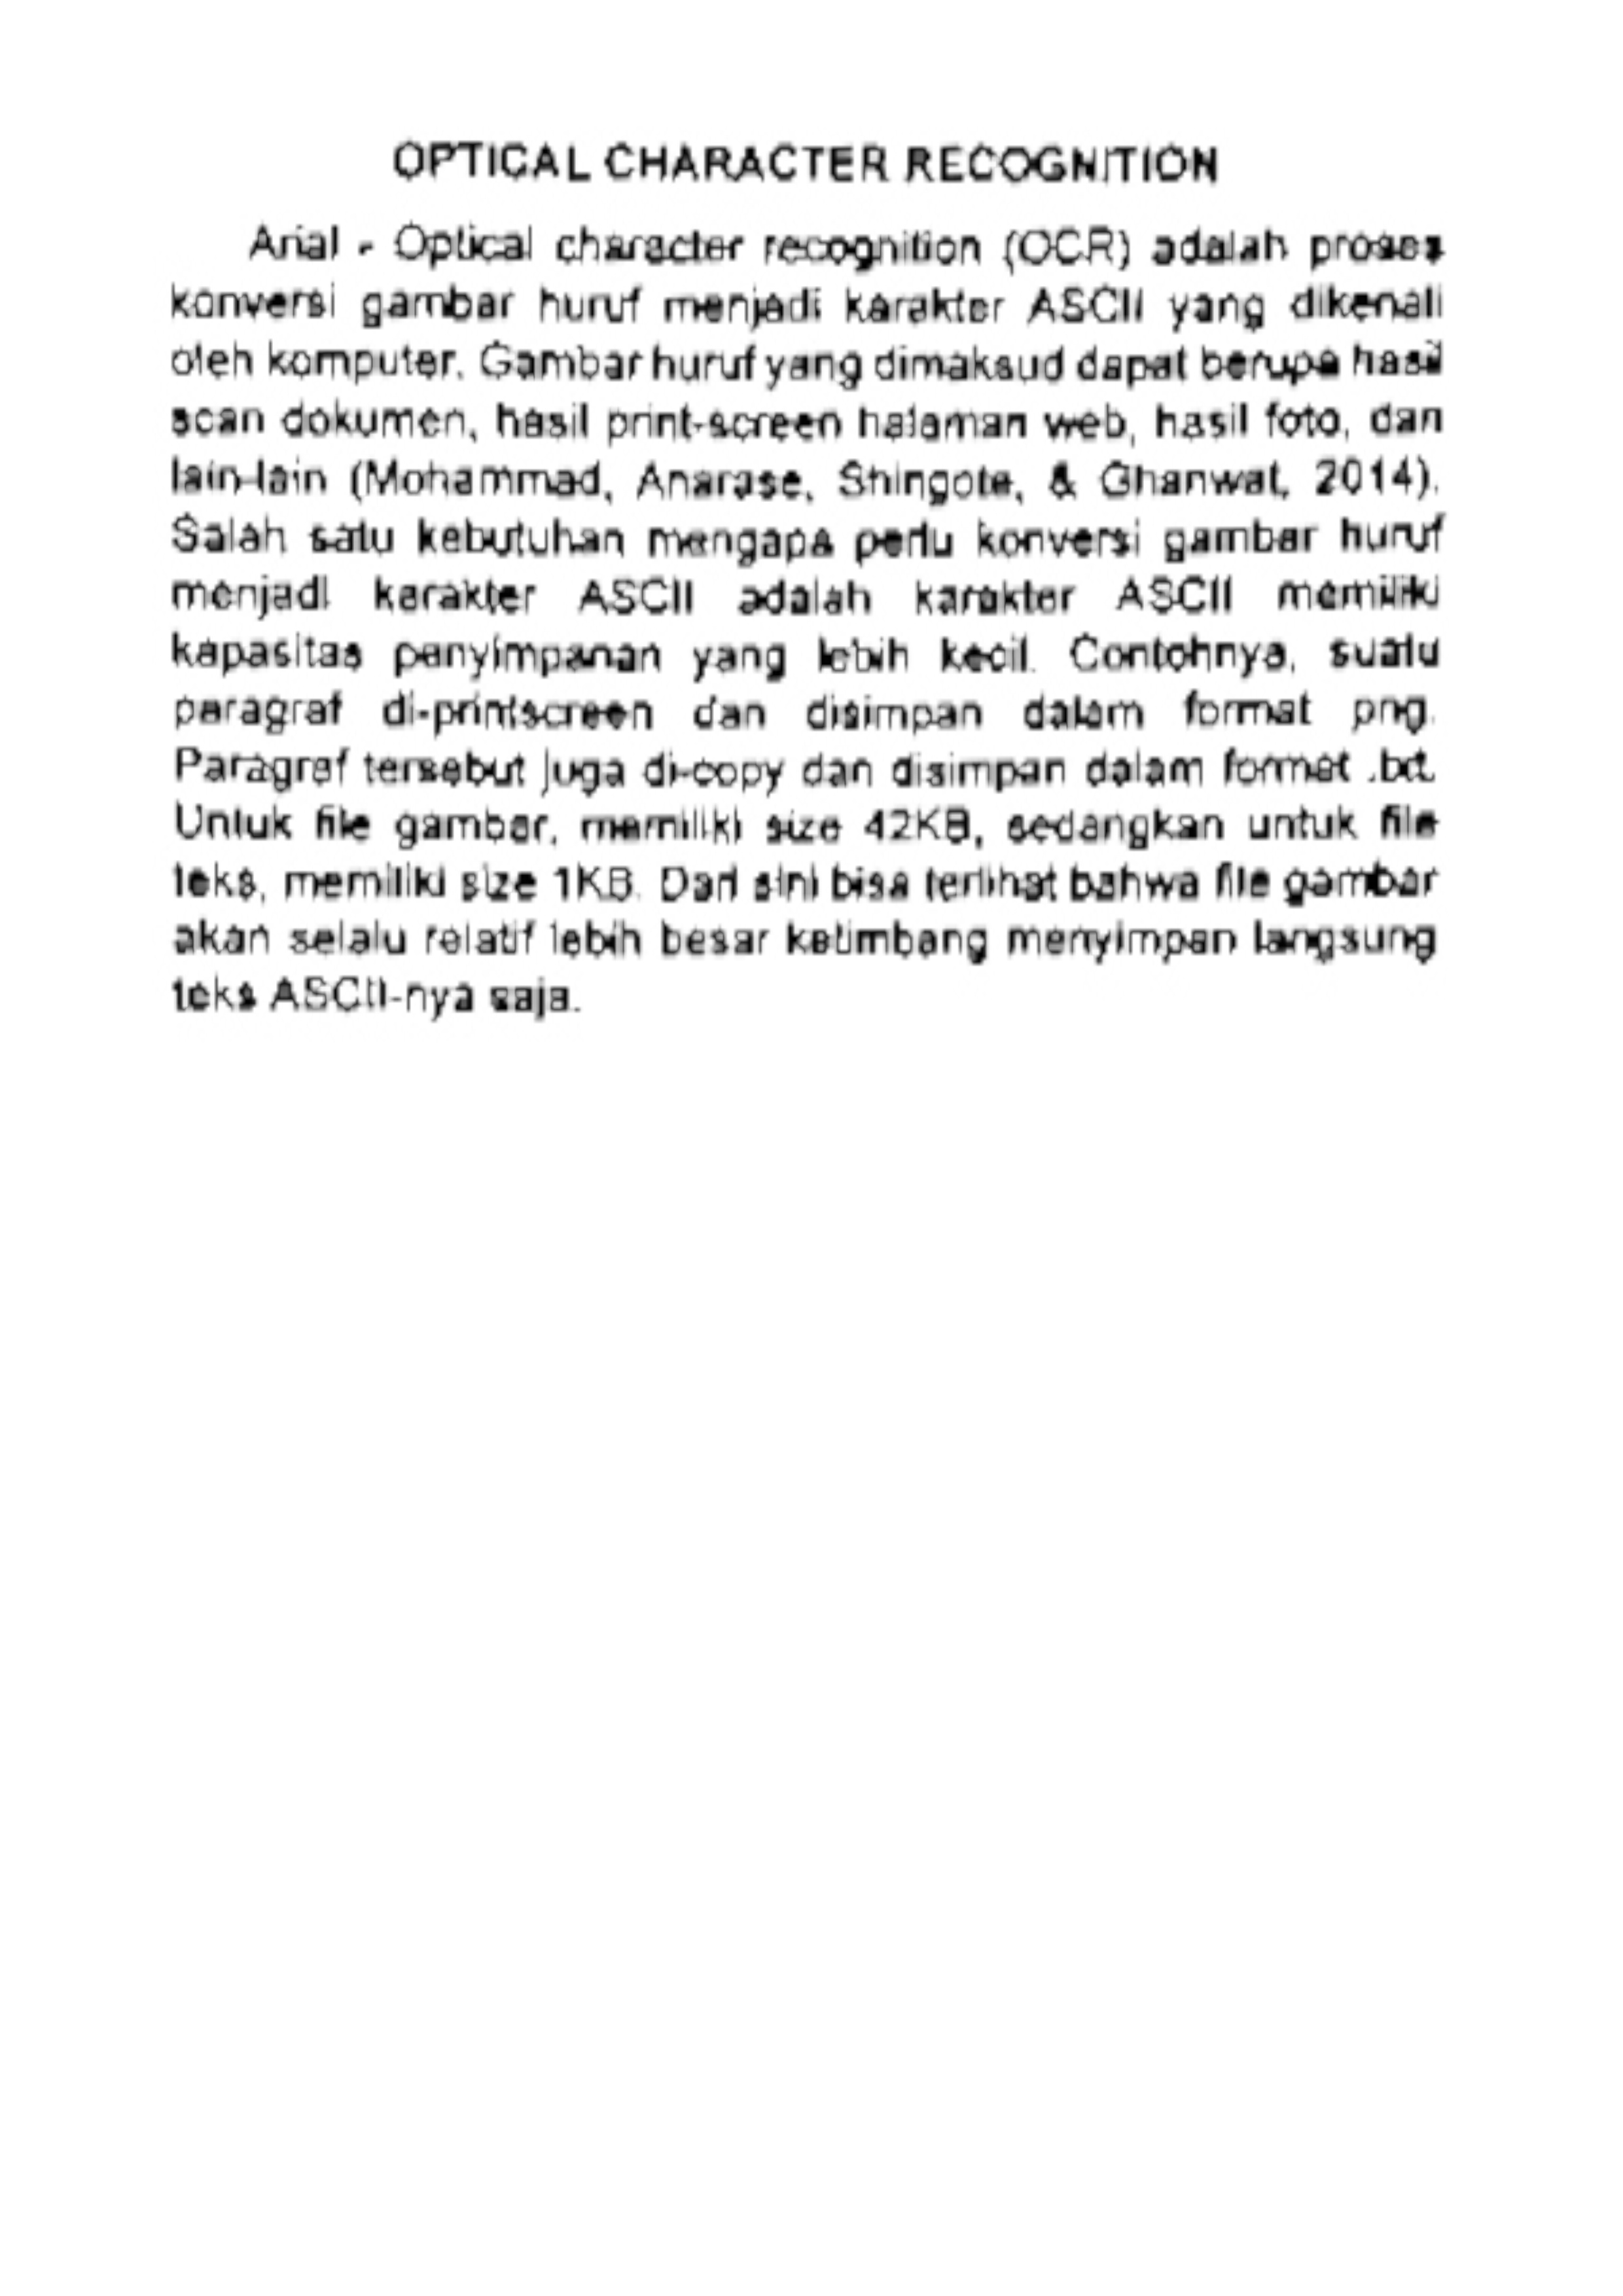 OPTICAL CHARACTER RECOGNITION
Arial - Optical character recognition (OCR) adalah proses
konversi gambar huruf menjadi karakter ASCII yang dikenali
oleh komputer. Gambar huruf yang dimaksud dapat berupa hasil
scan dokumen, hasil print-screen halaman web, hasil foto, dan
lain-lain (Mohammad, Anarase, Shingote, & Ghanwat, 2014).
Salah satu kebutuhan mengapa perlu konversi gambar huruf
menjadi karakter ASCII adalah karakter ASCII memiliki
kapasitas penyimpanan yang lebih kecil. Contohnya, suatu
paragraf di-printscreen dan disimpan dalam format png.
Paragraf tersebut juga di-copy dan disimpan dalam format .txt.
Untuk file gambar, memiliki size 42KB, sedangkan untuk file
teks, memiliki size 1KB. Dari sini bisa terlihat bahwa file gambar
akan selalu relatif lebih besar ketimbang menyimpan langsung
teks ASCII-nya saja.